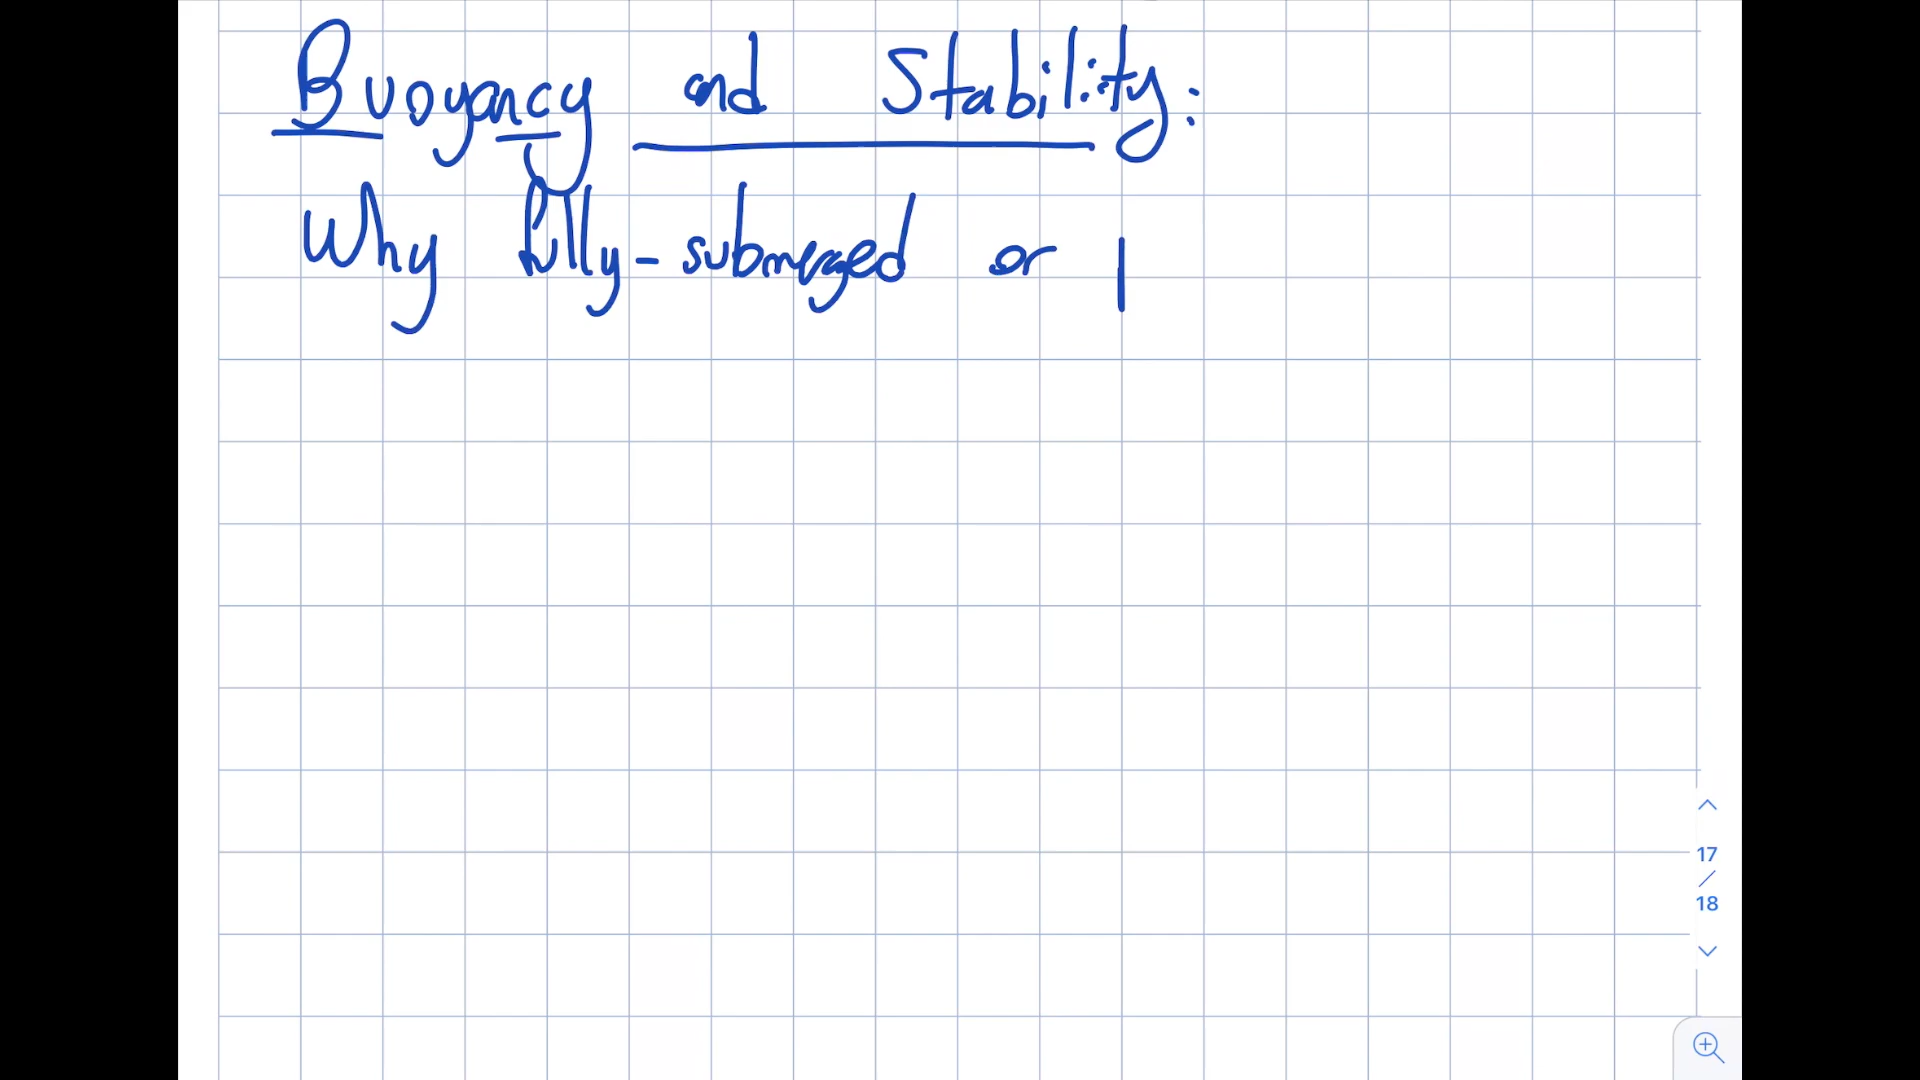 Buoyancy and Stability:
Why fully-submerged or
17
/
18